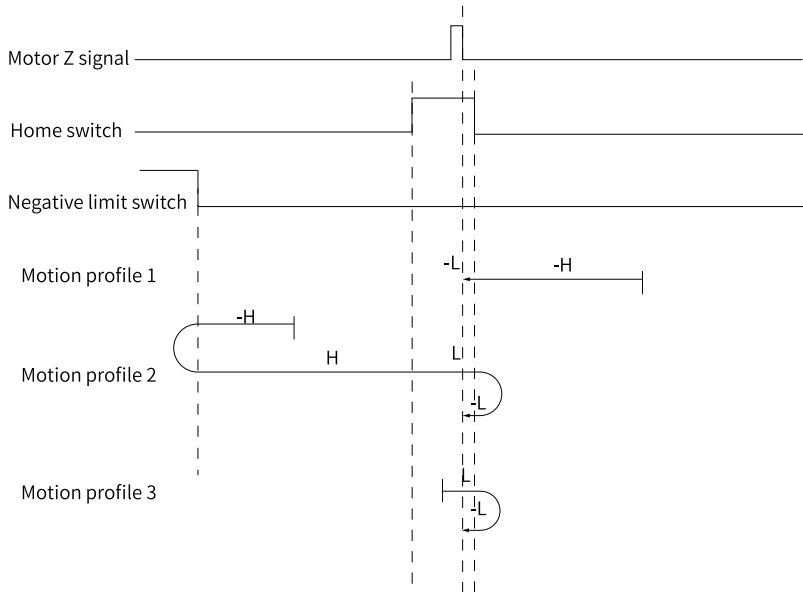 Motor Z signal
Home switch
Negative limit switch
Motion profile 1
-L
-H
-H
Motion profile 2
H
L
-L
Motion profile 3
L
-L